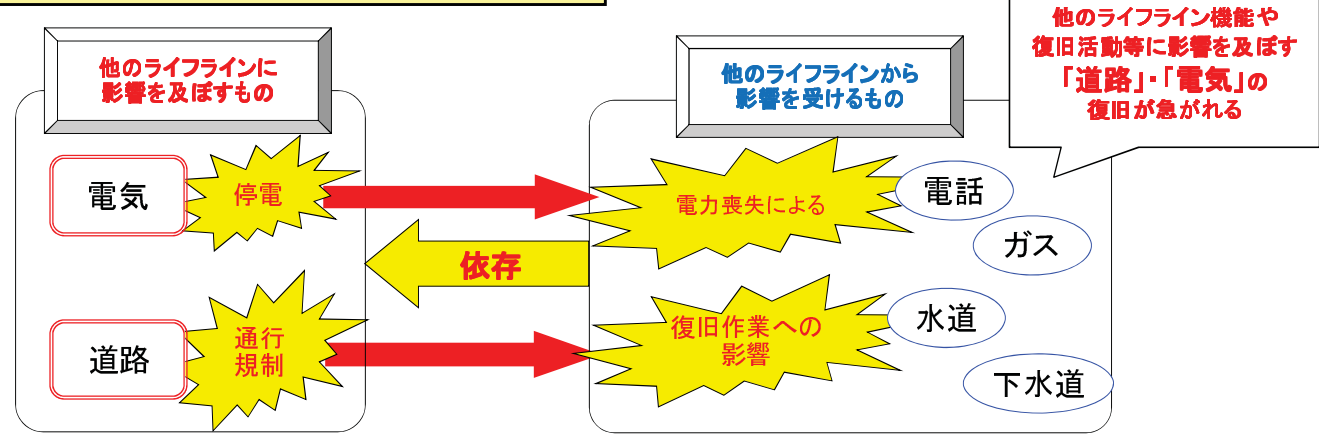 他のライフラインに
影響を及ぼすもの
電気
停電
道路
通行
規制
依存
他のライフラインから
影響を受けるもの
電力喪失による
復旧作業への
影響
電話
ガス
水道
下水道
他のライフライン機能や
復旧活動等に影響を及ぼす
「道路」・「電気」の
復旧が急がれる